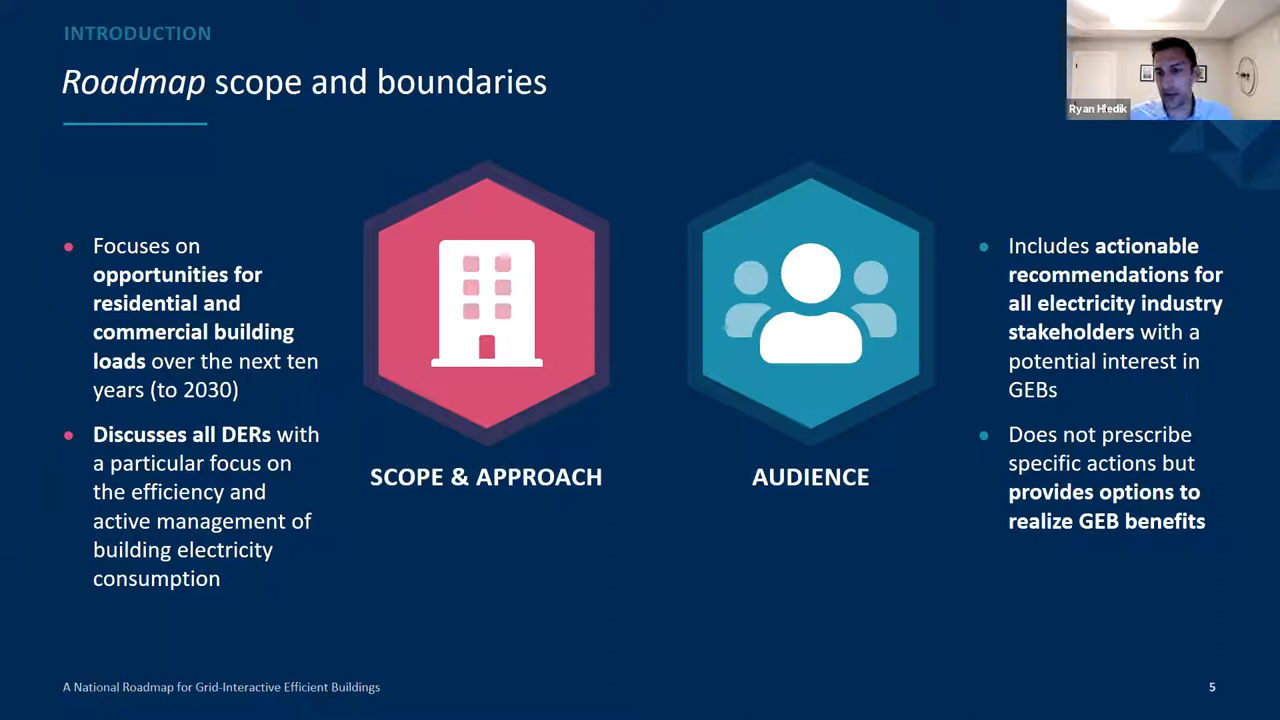 INTRODUCTION
Roadmap scope and boundaries
Ryan Hledik
Focuses on
opportunities for
residential and
commercial building
loads over the next ten
years (to 2030)
Discusses all DERs with
a particular focus on
the efficiency and
active management of
building electricity
consumption
SCOPE & APPROACH
AUDIENCE
Includes actionable
recommendations for
all electricity industry
stakeholders with a
potential interest in
GEBs
Does not prescribe
specific actions but
provides options to
realize GEB benefits
A National Roadmap for Grid-Interactive Efficient Buildings
5